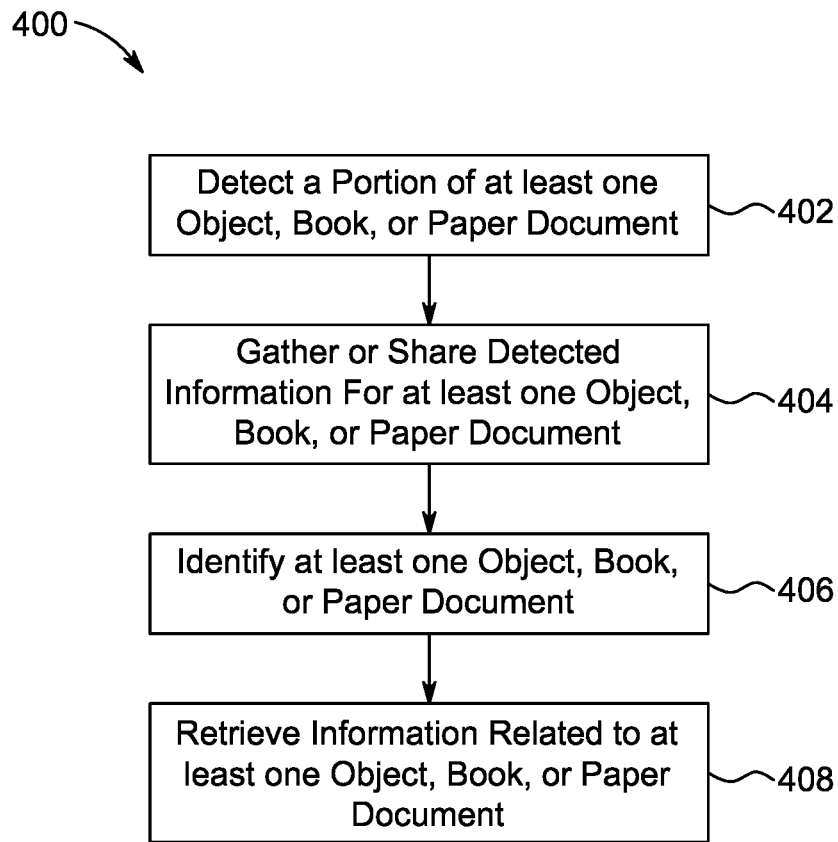 400
Detect a Portion of at least one
Object, Book, or Paper Document
402
Gather or Share Detected
Information For at least one Object,
Book, or Paper Document
404
Identify at least one Object, Book,
or Paper Document
406
Retrieve Information Related to at
least one Object, Book, or Paper
Document
408